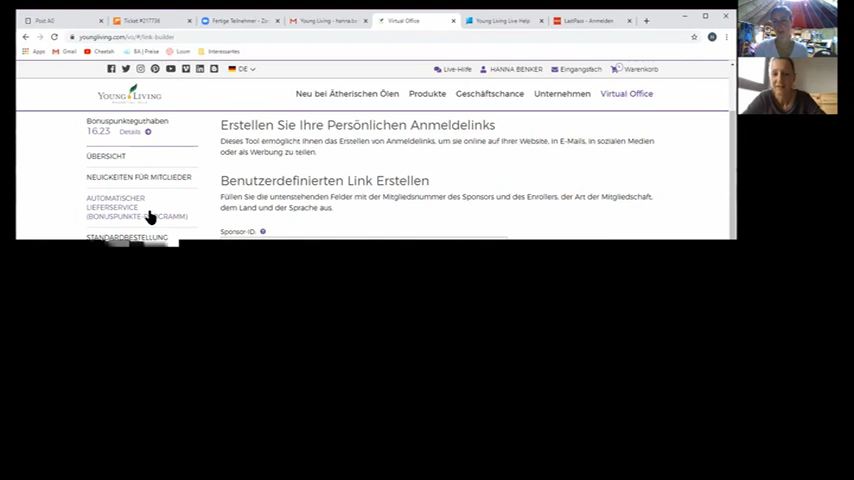 Post AG
Ticket #217736
Fertige Teilnehmer - Zo
Gmail Young Living - hanna.b
Virtual Office
Young Living Live Help
LastPass - Anmelden
youngliving.com/vo/#/link-builder
Apps
Gmail
YouTube
Cheetah
BA | Presse
Loom
Interessantes
DE
Live-Hilfe
HANNA BENKER
Eingangsfach
Warenkorb
YOUNG LIVING
Neu bei Ätherischen Ölen
Produkte
Geschäftschance
Unternehmen
Virtual Office
Bonuspunkteguthaben
16.23 Details
ÜBERSICHT
NEUIGKEITEN FÜR MITGLIEDER
AUTOMATISCHER
LIEFERSERVICE
(BONUSPUNKTE-PROGRAMM)
STANDARDBESTELLUNG
Erstellen Sie Ihre Persönlichen Anmeldelinks
Dieses Tool ermöglicht Ihnen das Erstellen von Anmeldelinks, um sie online auf Ihrer Website, in E-Mails, in sozialen Medien
oder als Werbung zu teilen.
Benutzerdefinierten Link Erstellen
Füllen Sie die untenstehenden Felder mit der Mitgliedsnummer des Sponsors und des Enrollers, der Art der Mitgliedschaft,
dem Land und der Sprache aus.
Sponsor-ID: